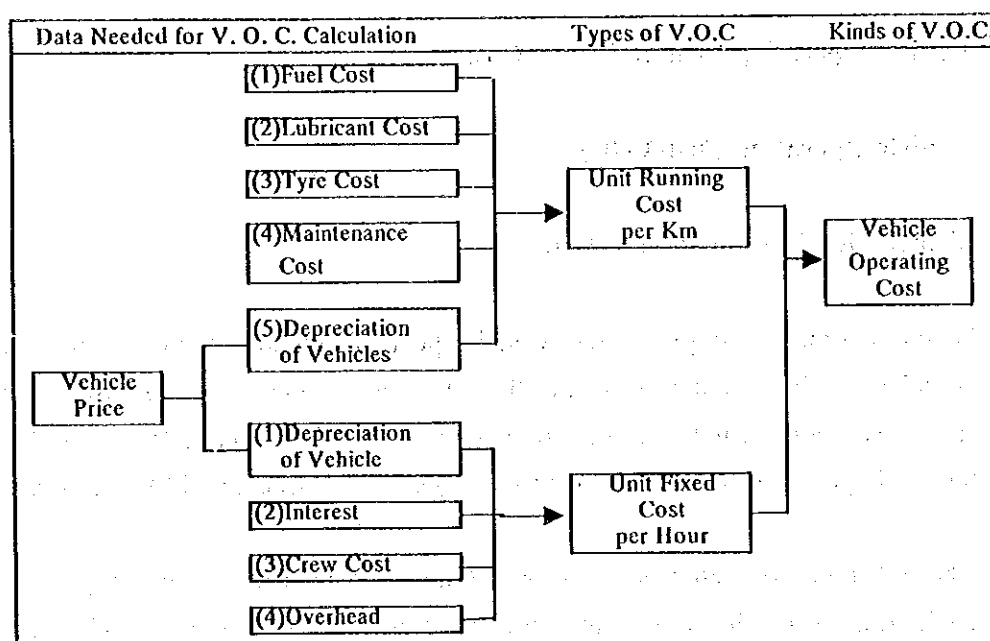 Data Needed for V. O. C. Calculation Types of V.O.C Kinds of V.O.C.
(1)Fuel Cost
(2)Lubricant Cost
(3)Tyre Cost
(4)Maintenance
Cost
(5)Depreciation
of Vehicles
Vehicle
Price
(1)Depreciation
of Vehicle
(2)Interest
(3)Crew Cost
(4)Overhead
Unit Running
Cost
per Km
Unit Fixed
Cost
per Hour
Vehicle
Operating
Cost